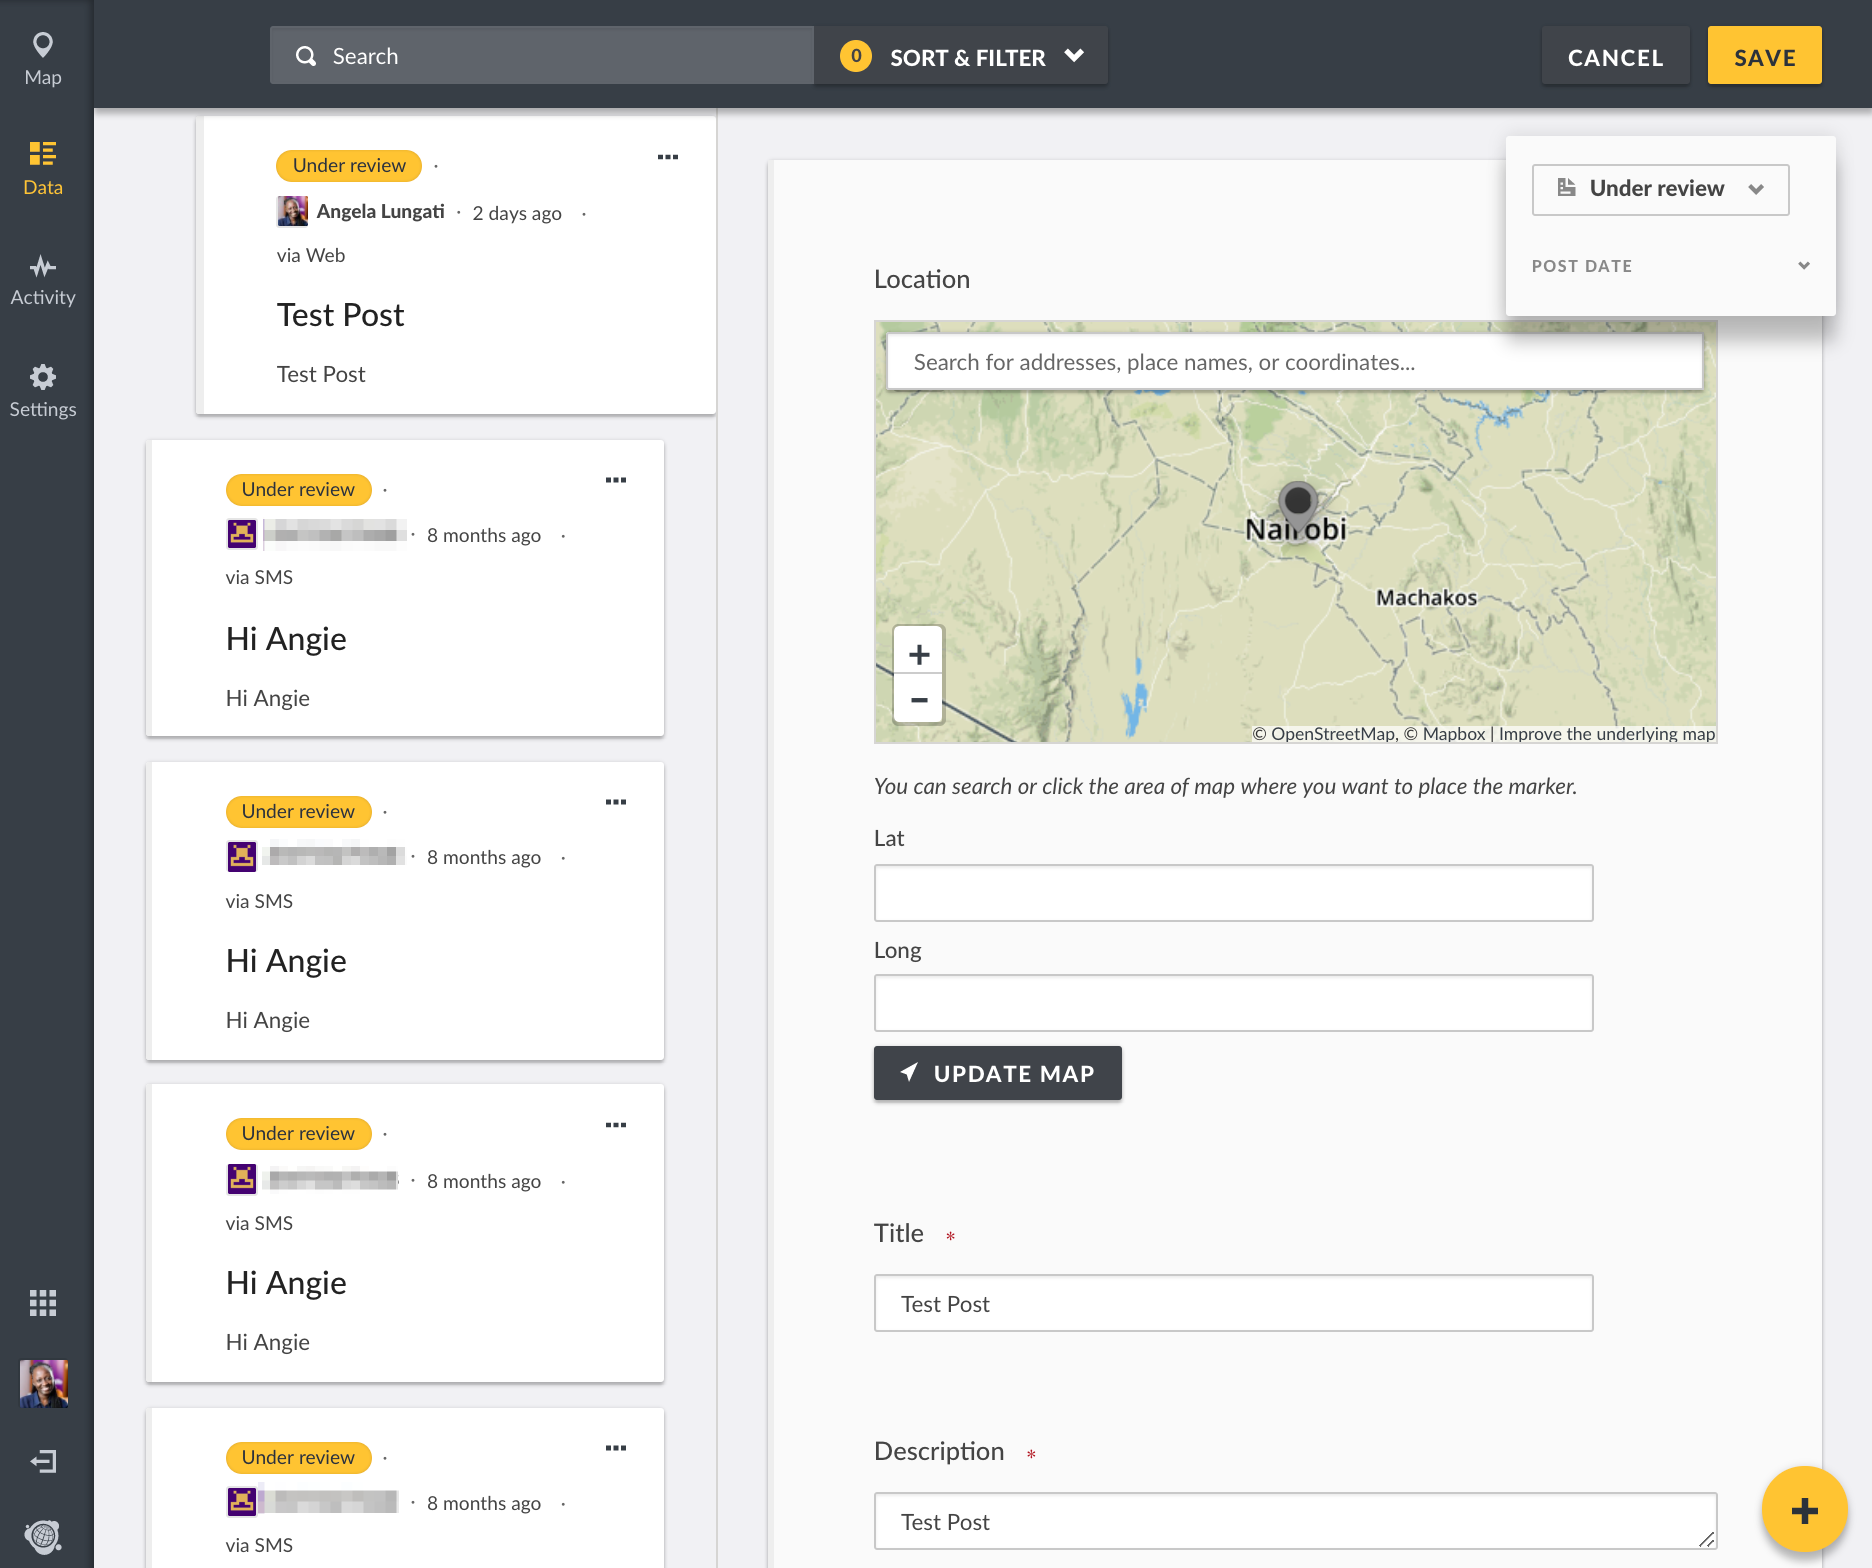 Map
Data
Activity
Settings
Search
0 SORT & FILTER
CANCEL
SAVE
Under review ·
Angela Lungati · 2 days ago ·
via Web
Test Post
Test Post
Under review ·
· 8 months ago ·
via SMS
Hi Angie
Hi Angie
Under review ·
· 8 months ago ·
via SMS
Hi Angie
Hi Angie
Under review ·
· 8 months ago ·
via SMS
Hi Angie
Hi Angie
Under review ·
· 8 months ago ·
via SMS
Under review
POST DATE
Location
Search for addresses, place names, or coordinates...
Nairobi
Machakos
+
−
© OpenStreetMap, © Mapbox | Improve the underlying map
You can search or click the area of map where you want to place the marker.
Lat
Long
UPDATE MAP
Title *
Test Post
Description *
Test Post
+